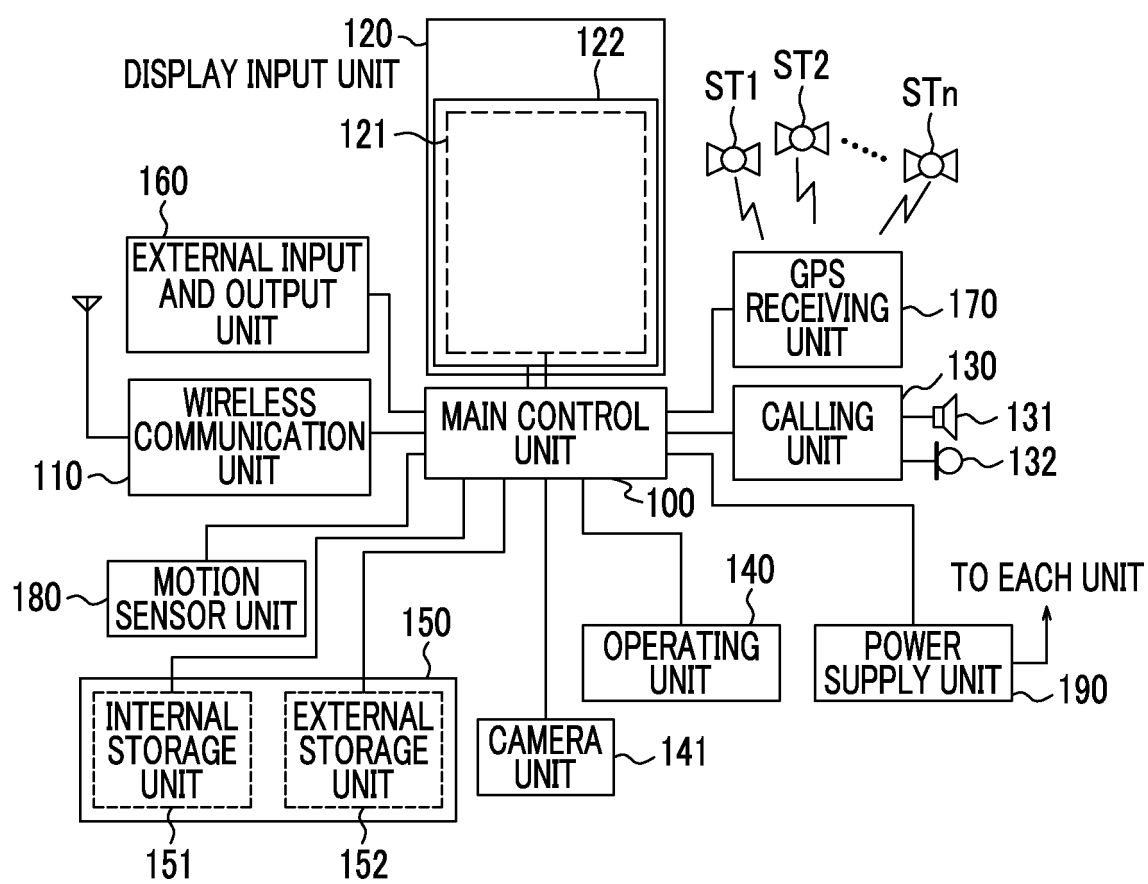 120
DISPLAY INPUT UNIT
122
121
ST1
ST2
STn
160
EXTERNAL INPUT
AND OUTPUT
UNIT
GPS
RECEIVING
UNIT
170
WIRELESS
COMMUNICATION
UNIT
110
MAIN CONTROL
UNIT
100
130
CALLING
UNIT
131
132
180
MOTION
SENSOR UNIT
140
OPERATING
UNIT
TO EACH UNIT
POWER
SUPPLY UNIT
190
150
INTERNAL
STORAGE
UNIT
151
EXTERNAL
STORAGE
UNIT
152
CAMERA
UNIT
141